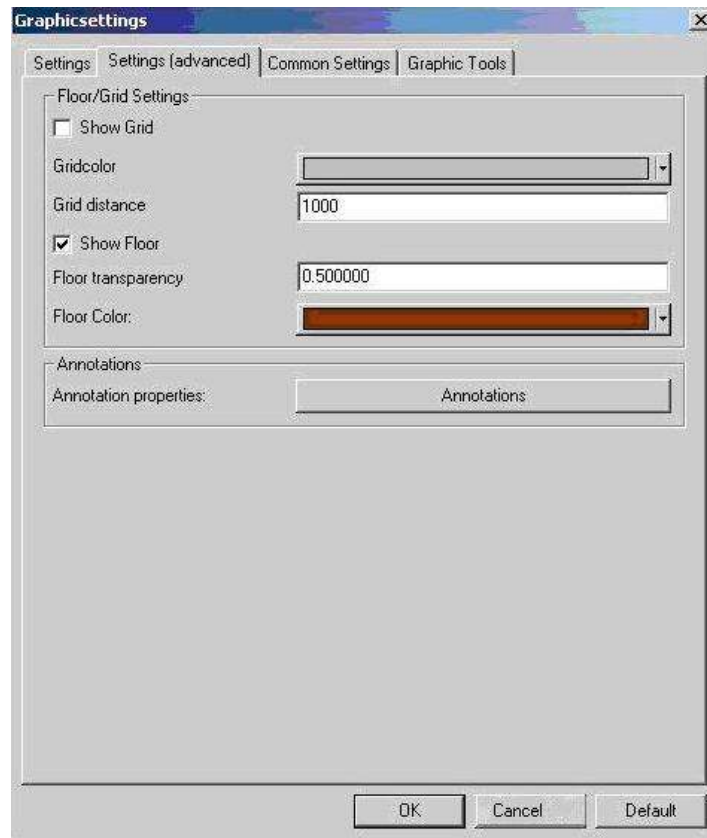 Graphicsettings
Settings Settings (advanced) Common Settings Graphic Tools
Floor/Grid Settings
Show Grid
Gridcolor
Grid distance 1000
Show Floor
Floor transparency 0.500000
Floor Color:
Annotations
Annotation properties: Annotations
OK Cancel Default